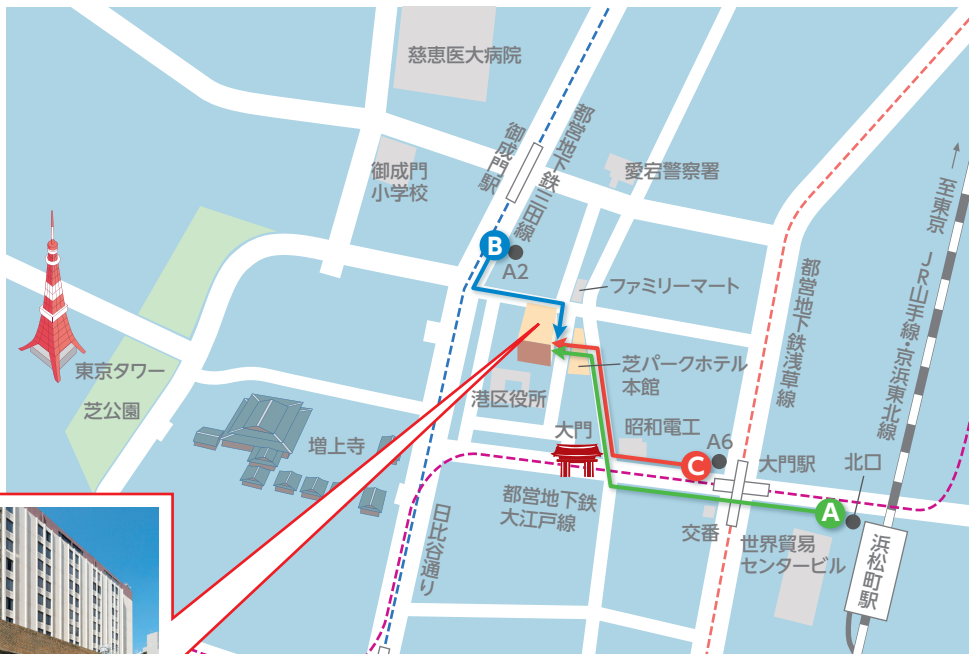 慈恵医大病院
御成門
小学校
御成門駅
都営地下鉄三田線
愛宕警察署
至東京
JR山手線・京浜東北線
B
A2
ファミリーマート
都営地下鉄浅草線
東京タワー
芝公園
芝パークホテル
本館
港区役所
増上寺
大門
昭和電工
A6
C
大門駅
北口
A
都営地下鉄
大江戸線
日比谷通り
交番
世界貿易
センタービル
浜松町駅